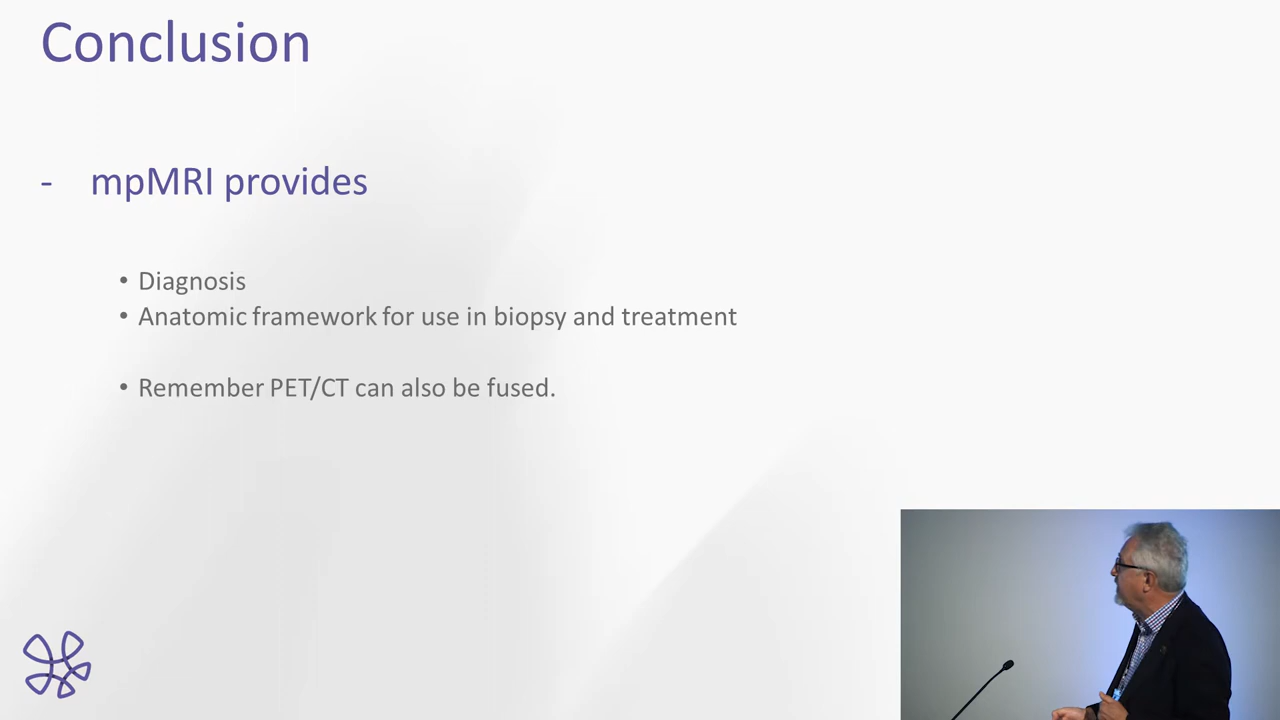 Conclusion
- mpMRI provides
• Diagnosis
• Anatomic framework for use in biopsy and treatment
• Remember PET/CT can also be fused.